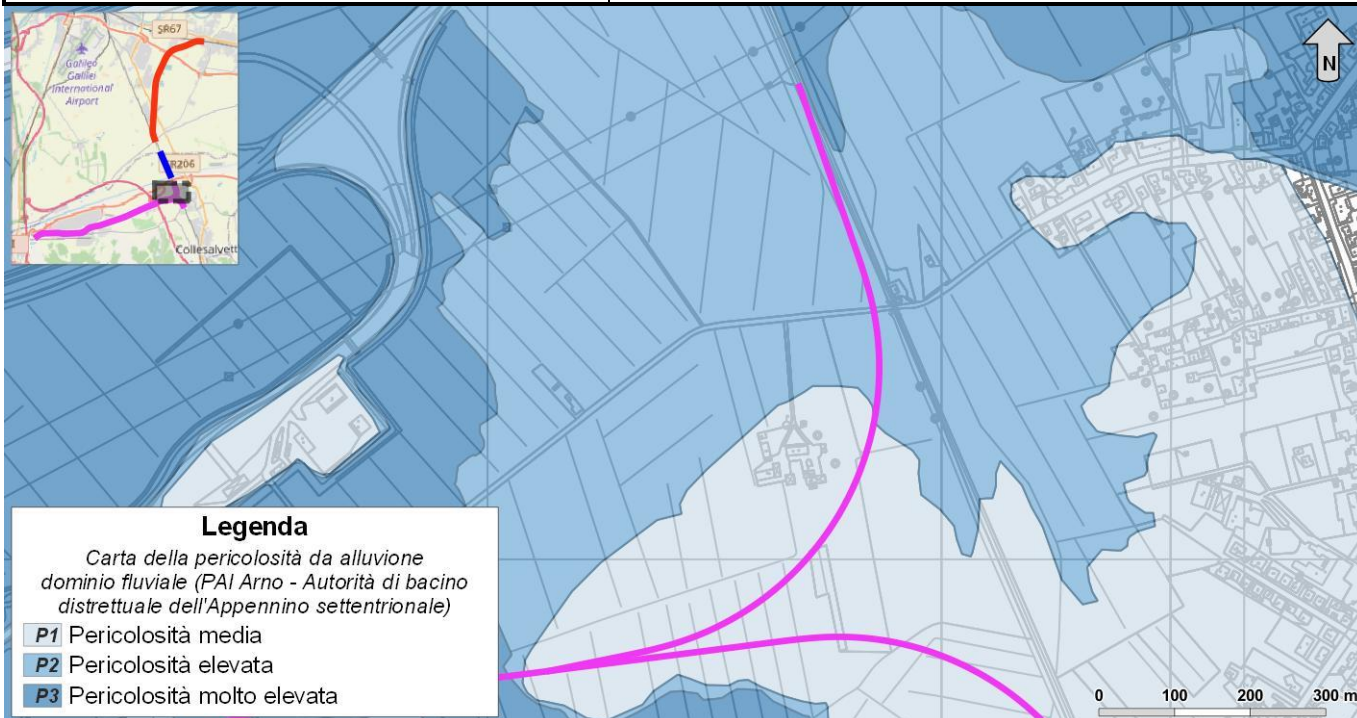 SR67
Galileo
Galilei
International
Airport
SR206
Collesalvett
N
Legenda
Carta della pericolosità da alluvione
dominio fluviale (PAI Arno - Autorità di bacino
distrettuale dell'Appennino settentrionale)
P1 Pericolosità media
P2 Pericolosità elevata
P3 Pericolosità molto elevata
0 100 200 300 m